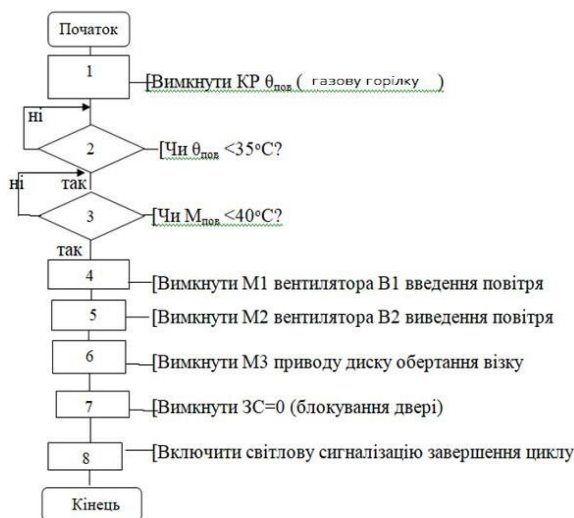 Початок
1
[Вимкнути КР θпов ( газову горілку )
ні
2
[Чи θпов <35°С?
ні
так
3
[Чи Мпов <40°С?
так
4
[Вимкнути М1 вентилятора В1 введення повітря
5
[Вимкнути М2 вентилятора В2 виведення повітря
6
[Вимкнути М3 приводу диску обертання візку
7
[Вимкнути ЗС=0 (блокування двері)
8
[Включити світлову сигналізацію завершення циклу
Кінець